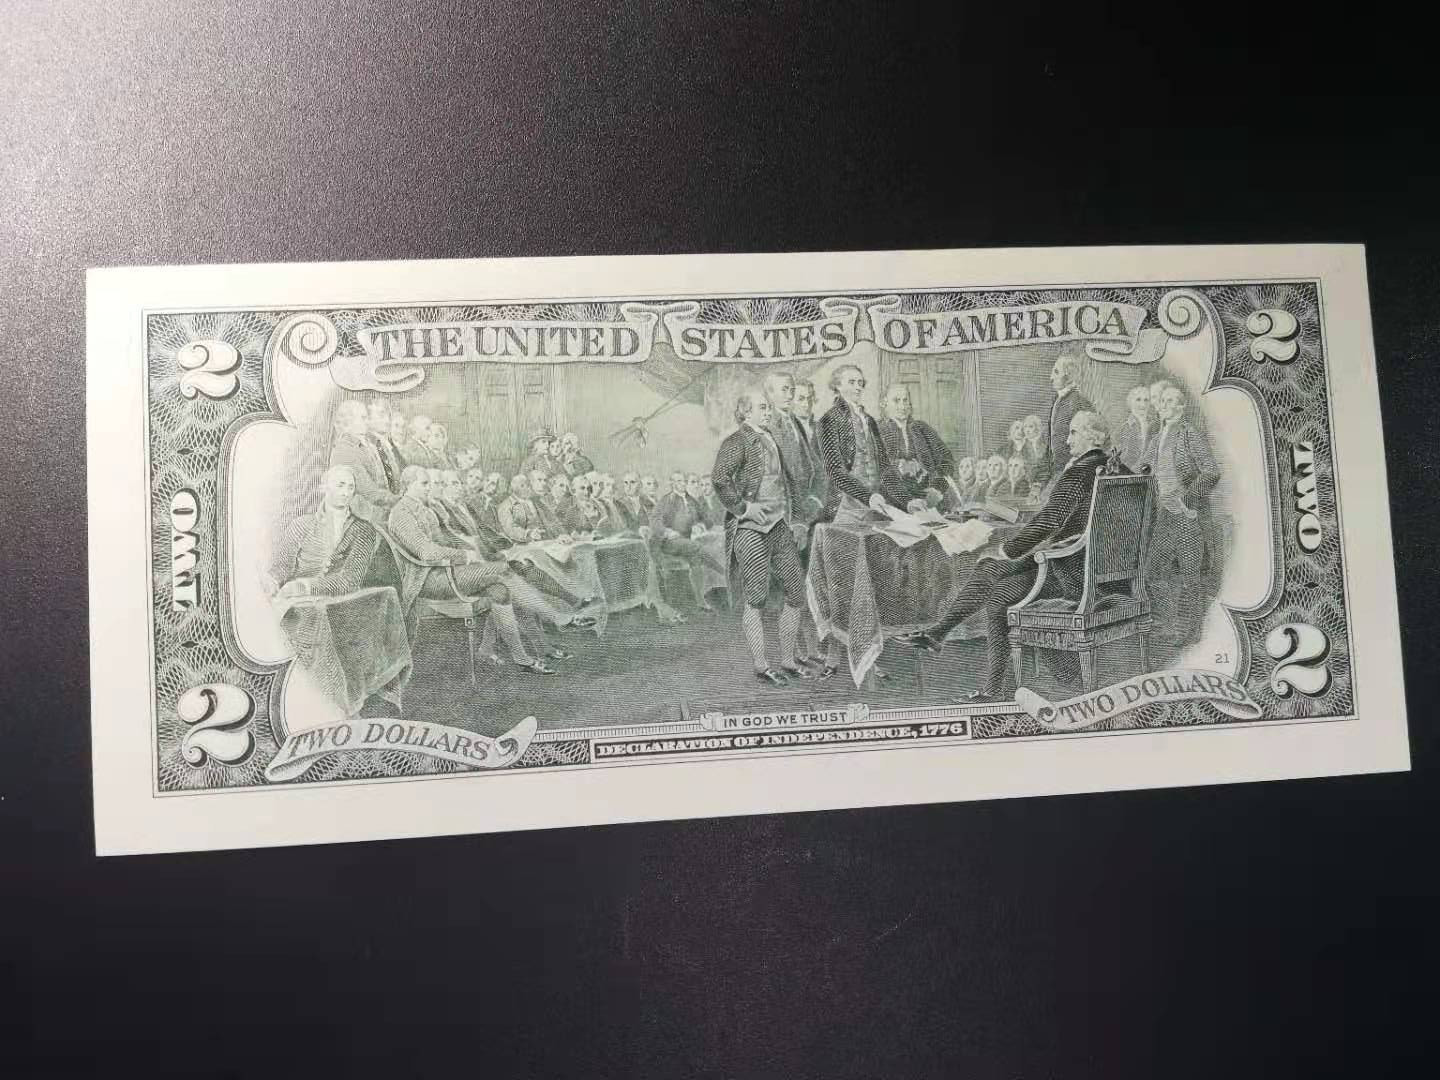 THE UNITED STATES OF AMERICA
2
2
TWO
TWO
2
2
21
TWO DOLLARS
TWO DOLLARS
IN GOD WE TRUST
DECLARATION OF INDEPENDENCE, 1776